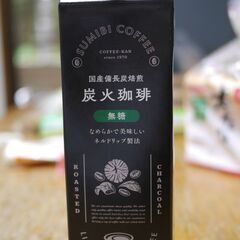 SUMIBI COFFEE
COFFEE-KAN
since 1970
国産備長炭焙煎
炭火珈琲
無糖
なめらかで美味しい
ネルドリップ製法
ROASTED
CHARCOAL